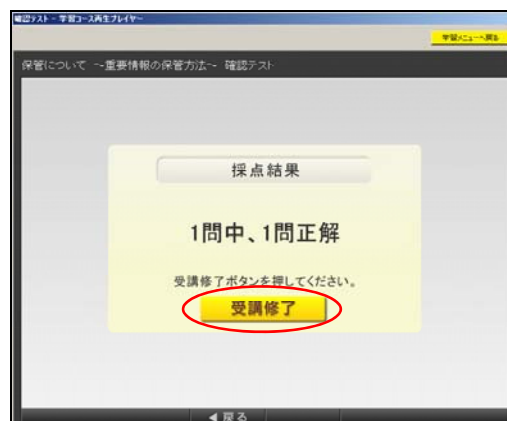 確認テスト - 学習コース再生プレイヤー
学習メニューへ戻る
保管について ～重要情報の保管方法～ 確認テスト
採点結果
1問中、1問正解
受講修了ボタンを押してください。
受講修了
◀ 戻る